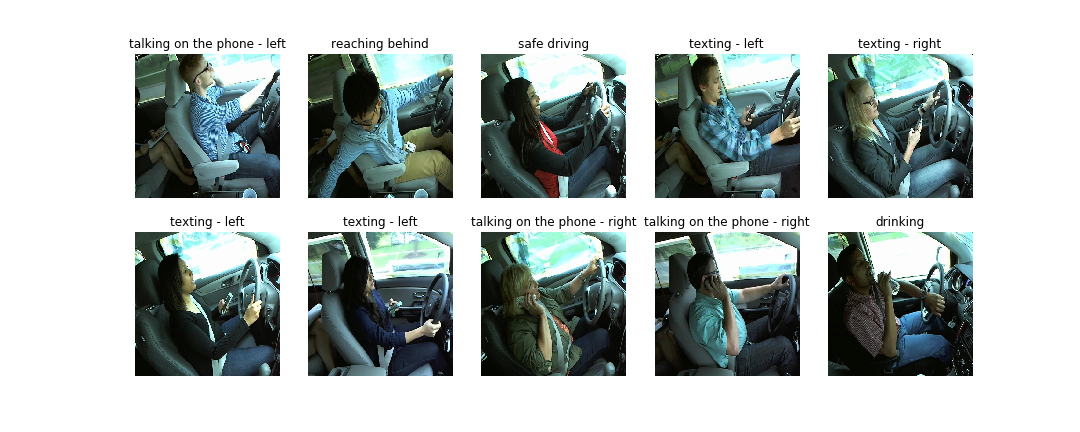 talking on the phone - left
reaching behind
safe driving
texting - left
texting - right
texting - left
texting - left
talking on the phone - right
talking on the phone - right
drinking